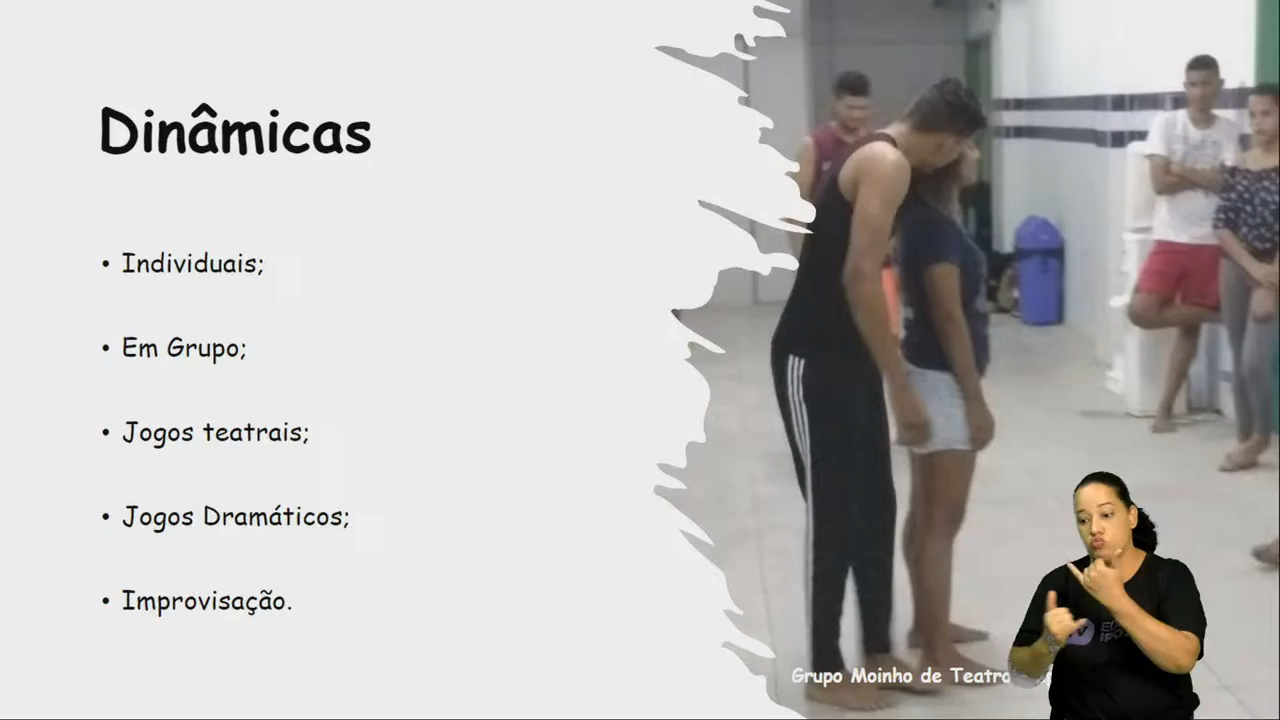 Dinâmicas
• Individuais;
• Em Grupo;
• Jogos teatrais;
• Jogos Dramáticos;
• Improvisação.
Grupo Moinho de Teatro